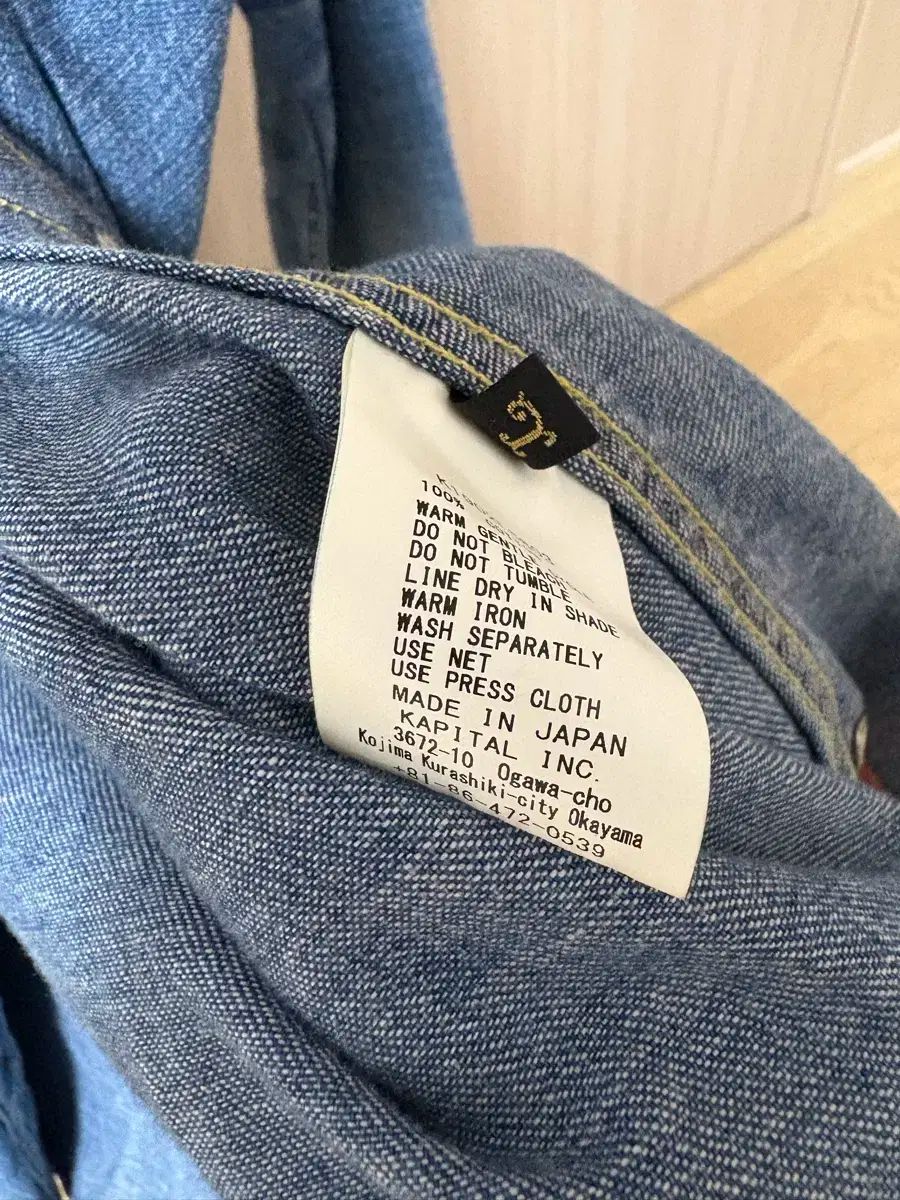 100%
WARM GENTLE
DO NOT BLEACH
DO NOT TUMBLE
LINE DRY IN SHADE
WARM IRON
WASH SEPARATELY
USE NET
USE PRESS CLOTH
MADE IN JAPAN
KAPITAL INC.
3672-10 Ogawa-cho
Kojima Kurashiki-city Okayama
+81-86-472-0539